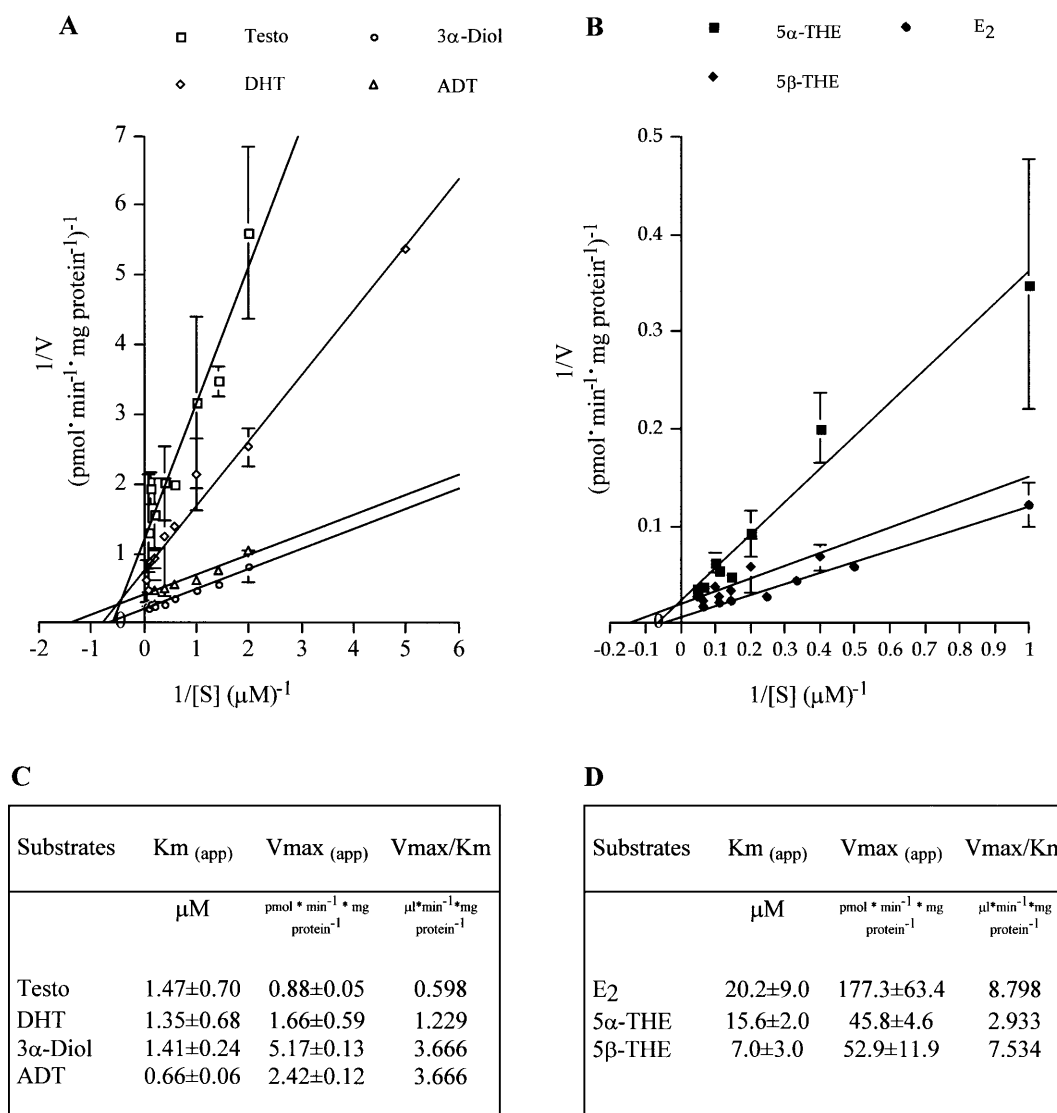 A
Testo
3α-Diol
DHT
ADT
7
6
5
4
3
2
1
0
1/V
(pmol·min⁻¹·mg protein⁻¹)⁻¹
-2 -1 0 1 2 3 4 5 6
1/[S] (μM)⁻¹
B
5α-THE
E₂
5β-THE
0.5
0.4
0.3
0.2
0.1
0
1/V
(pmol·min⁻¹·mg protein⁻¹)⁻¹
-0.2 -0.1 0 0.1 0.2 0.3 0.4 0.5 0.6 0.7 0.8 0.9 1
1/[S] (μM)⁻¹
C
Substrates Km (app) Vmax (app) Vmax/Km
μM pmol * min⁻¹ * mg protein⁻¹ μl*min⁻¹*mg protein⁻¹
Testo 1.47±0.70 0.88±0.05 0.598
DHT 1.35±0.68 1.66±0.59 1.229
3α-Diol 1.41±0.24 5.17±0.13 3.666
ADT 0.66±0.06 2.42±0.12 3.666
D
Substrates Km (app) Vmax (app) Vmax/Km
μM pmol * min⁻¹ * mg protein⁻¹ μl*min⁻¹*mg protein⁻¹
E₂ 20.2±9.0 177.3±63.4 8.798
5α-THE 15.6±2.0 45.8±4.6 2.933
5β-THE 7.0±3.0 52.9±11.9 7.534